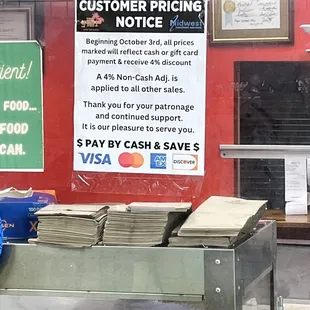 CUSTOMER PRICING
NOTICE
Midwest
Beginning October 3rd, all prices
marked will reflect cash or gift card
payment & receive 4% discount
A 4% Non-Cash Adj. is
applied to all other sales.
Thank you for your patronage
and continued support.
It is our pleasure to serve you.
$ PAY BY CASH & SAVE $
VISA
DISCOVER
ient!
FOOD...
FOOD
CAN.